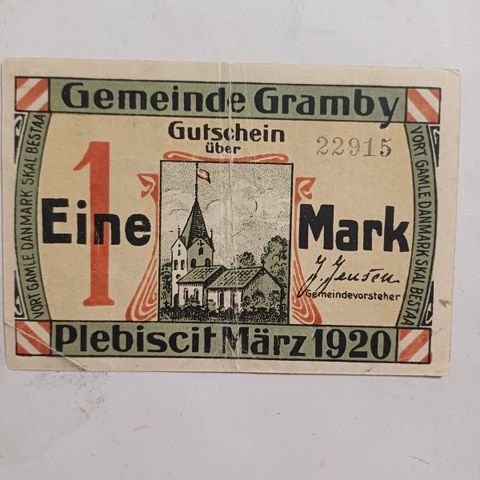 Gemeinde Gramby
Gutschein
über
22915
1
Eine Mark
J. Jensen
Gemeindevorsteher
VORT GAMLE DANMARK SKAL BESTAA
VORT GAMLE DANMARK SKAL BESTAA
Plebiscit März 1920